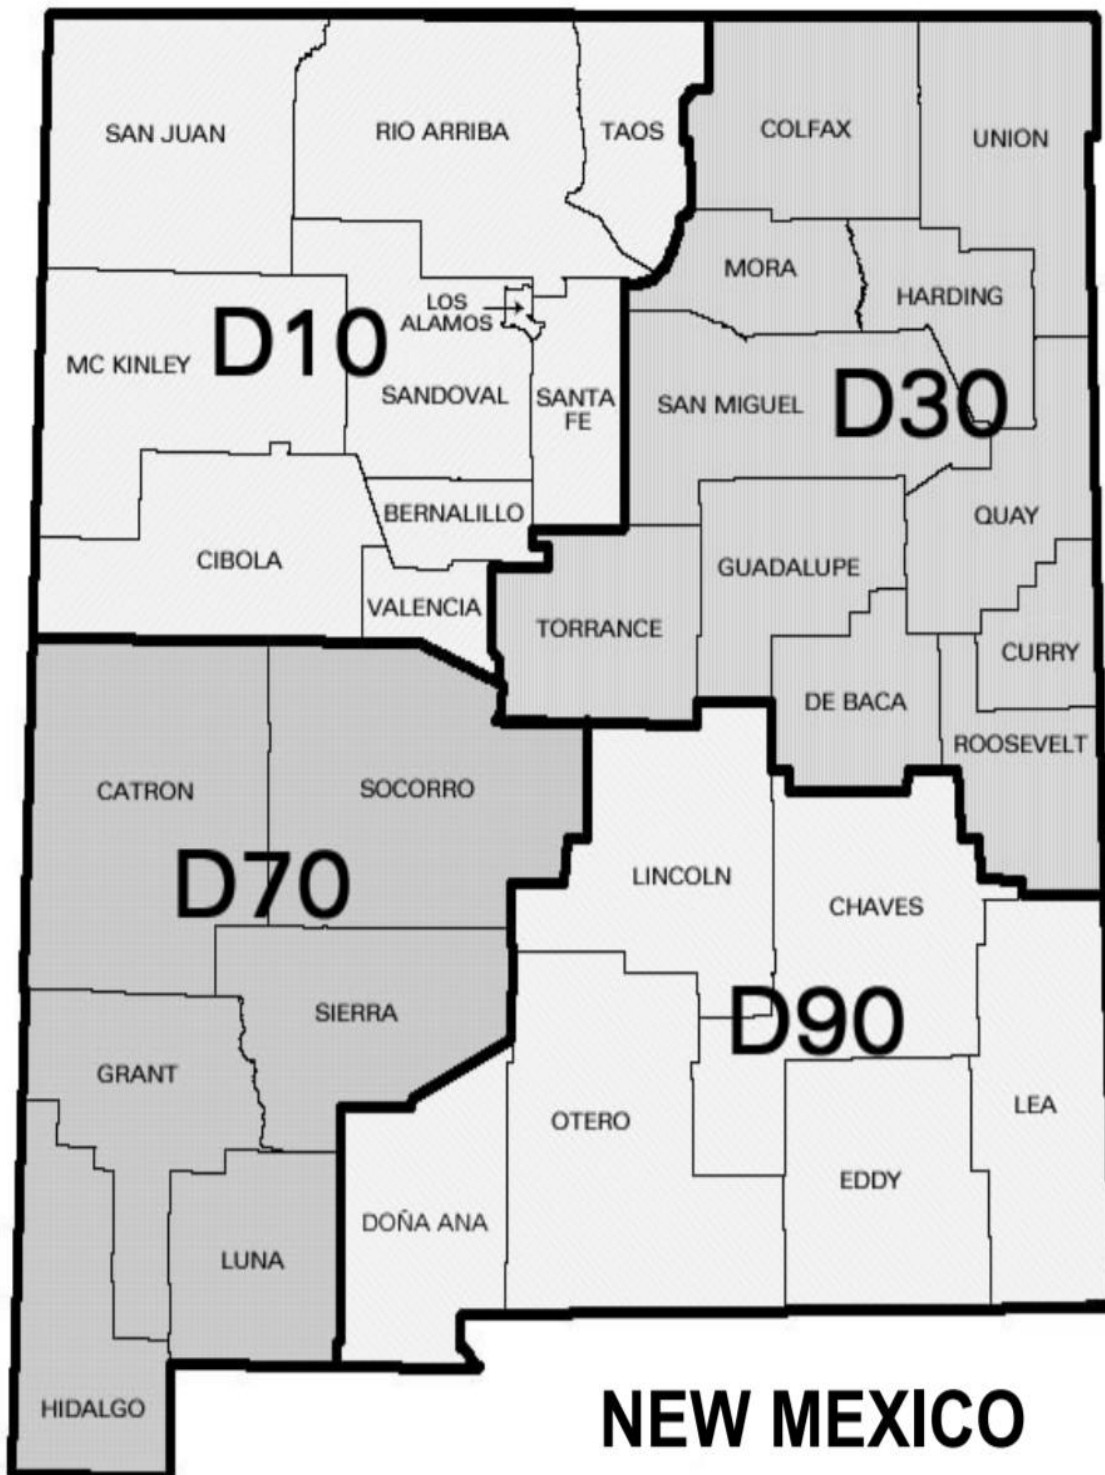 SAN JUAN
RIO ARRIBA
TAOS
COLFAX
UNION
MORA
HARDING
LOS
ALAMOS
D10
MC KINLEY
SANDOVAL
SANTA
FE
SAN MIGUEL
D30
BERNALILLO
QUAY
CIBOLA
GUADALUPE
VALENCIA
TORRANCE
CURRY
DE BACA
ROOSEVELT
CATRON
SOCORRO
D70
LINCOLN
CHAVES
SIERRA
D90
GRANT
OTERO
LEA
EDDY
DOÑA ANA
LUNA
HIDALGO
NEW MEXICO